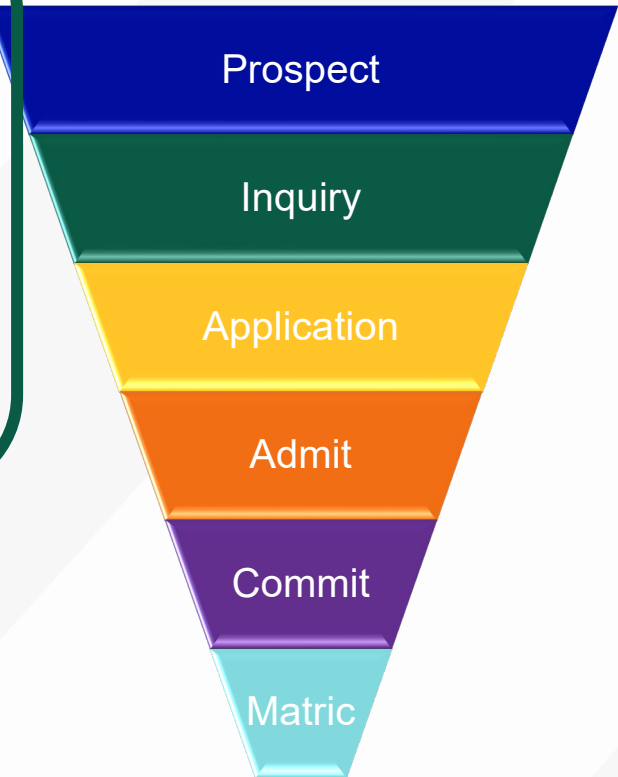 Prospect
Inquiry
Application
Admit
Commit
Matric